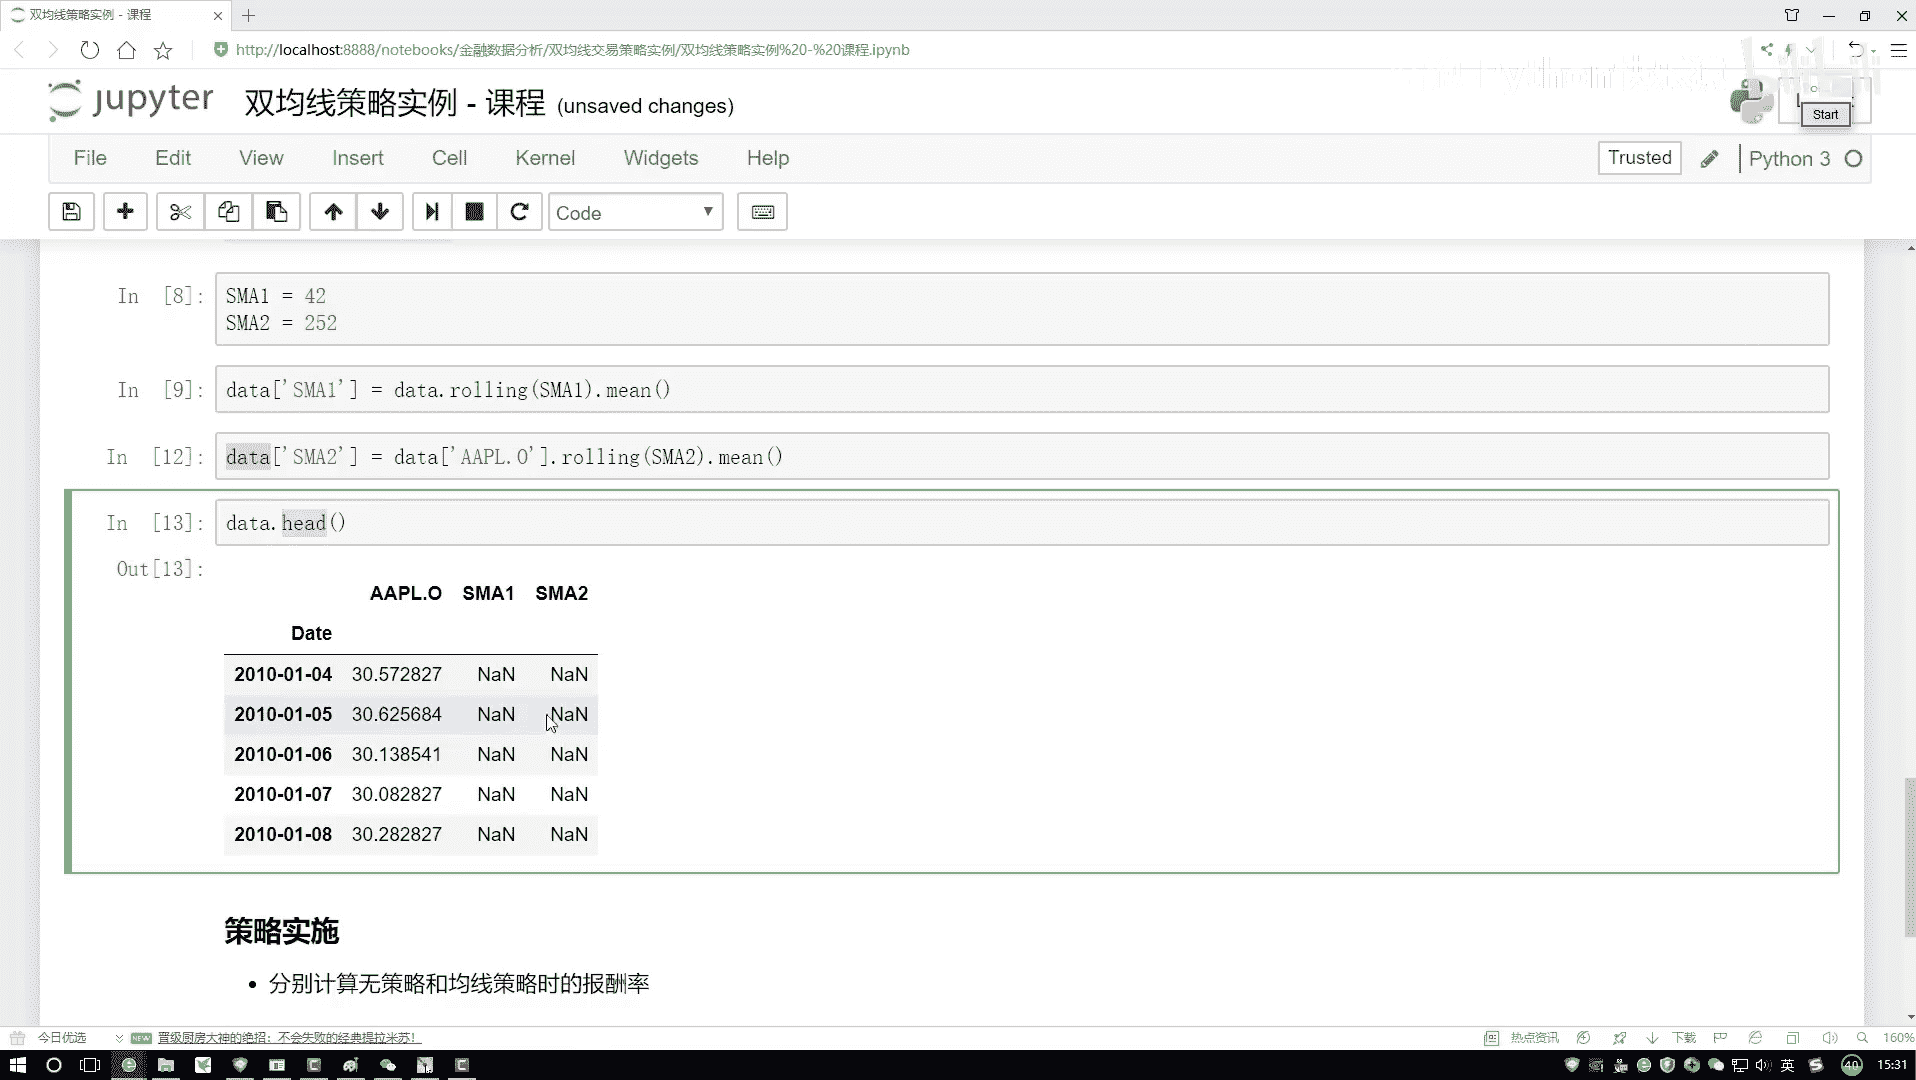 双均线策略实例 - 课程
http://localhost:8888/notebooks/金融数据分析/双均线交易策略实例/双均线策略实例%20-%20课程.ipynb
jupyter 双均线策略实例 - 课程 (unsaved changes)
Start
File Edit View Insert Cell Kernel Widgets Help
Trusted Python 3
Code
In [8]: SMA1 = 42
SMA2 = 252
In [9]: data['SMA1'] = data.rolling(SMA1).mean()
In [12]: data['SMA2'] = data['AAPL.O'].rolling(SMA2).mean()
In [13]: data.head()
Out[13]:
AAPL.O SMA1 SMA2
Date
2010-01-04 30.572827 NaN NaN
2010-01-05 30.625684 NaN NaN
2010-01-06 30.138541 NaN NaN
2010-01-07 30.082827 NaN NaN
2010-01-08 30.282827 NaN NaN
策略实施
• 分别计算无策略和均线策略时的报酬率
今日优选 NEW 晋级厨房大神的绝招：不会失败的经典提拉米苏！ 热点资讯 下载 160%
英 40 15:31